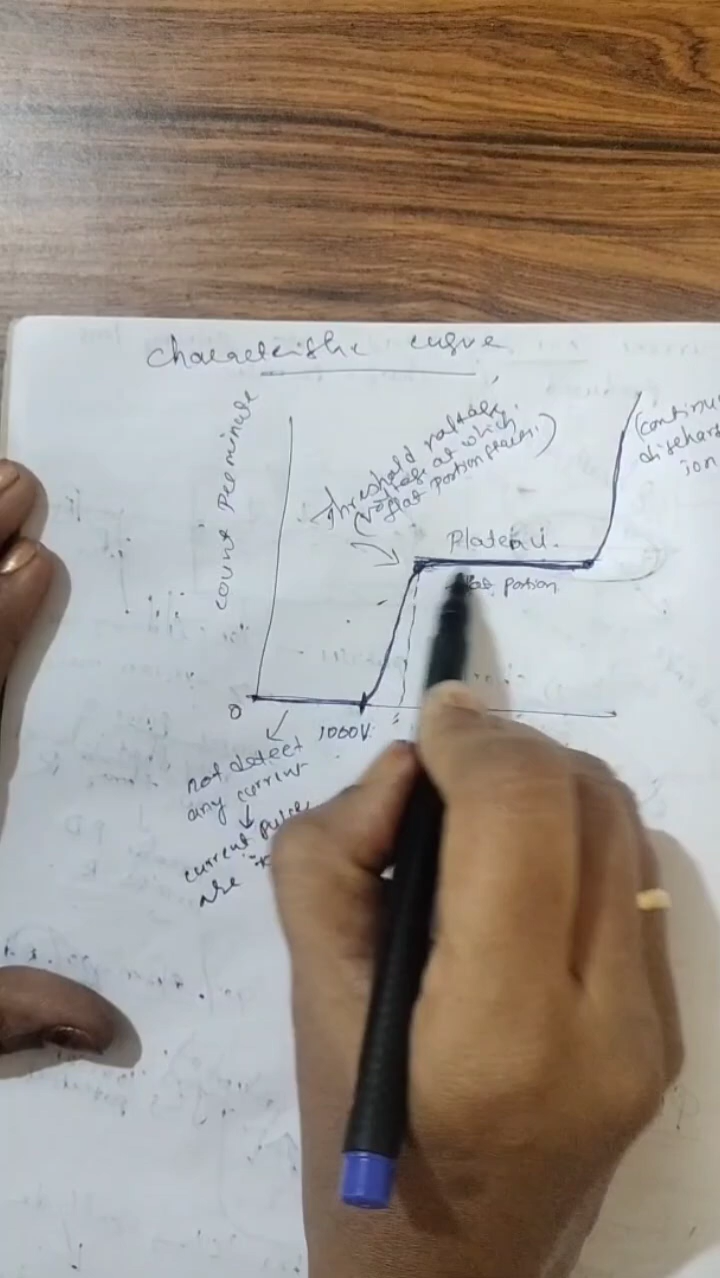 characteristic curve
count per minute
Threshold voltage
(voltage at which
flat portion starts.)
(continu
dischar
ion
Plateau.
flat portion
0
1000V.
not detect
any current
current pulse
are